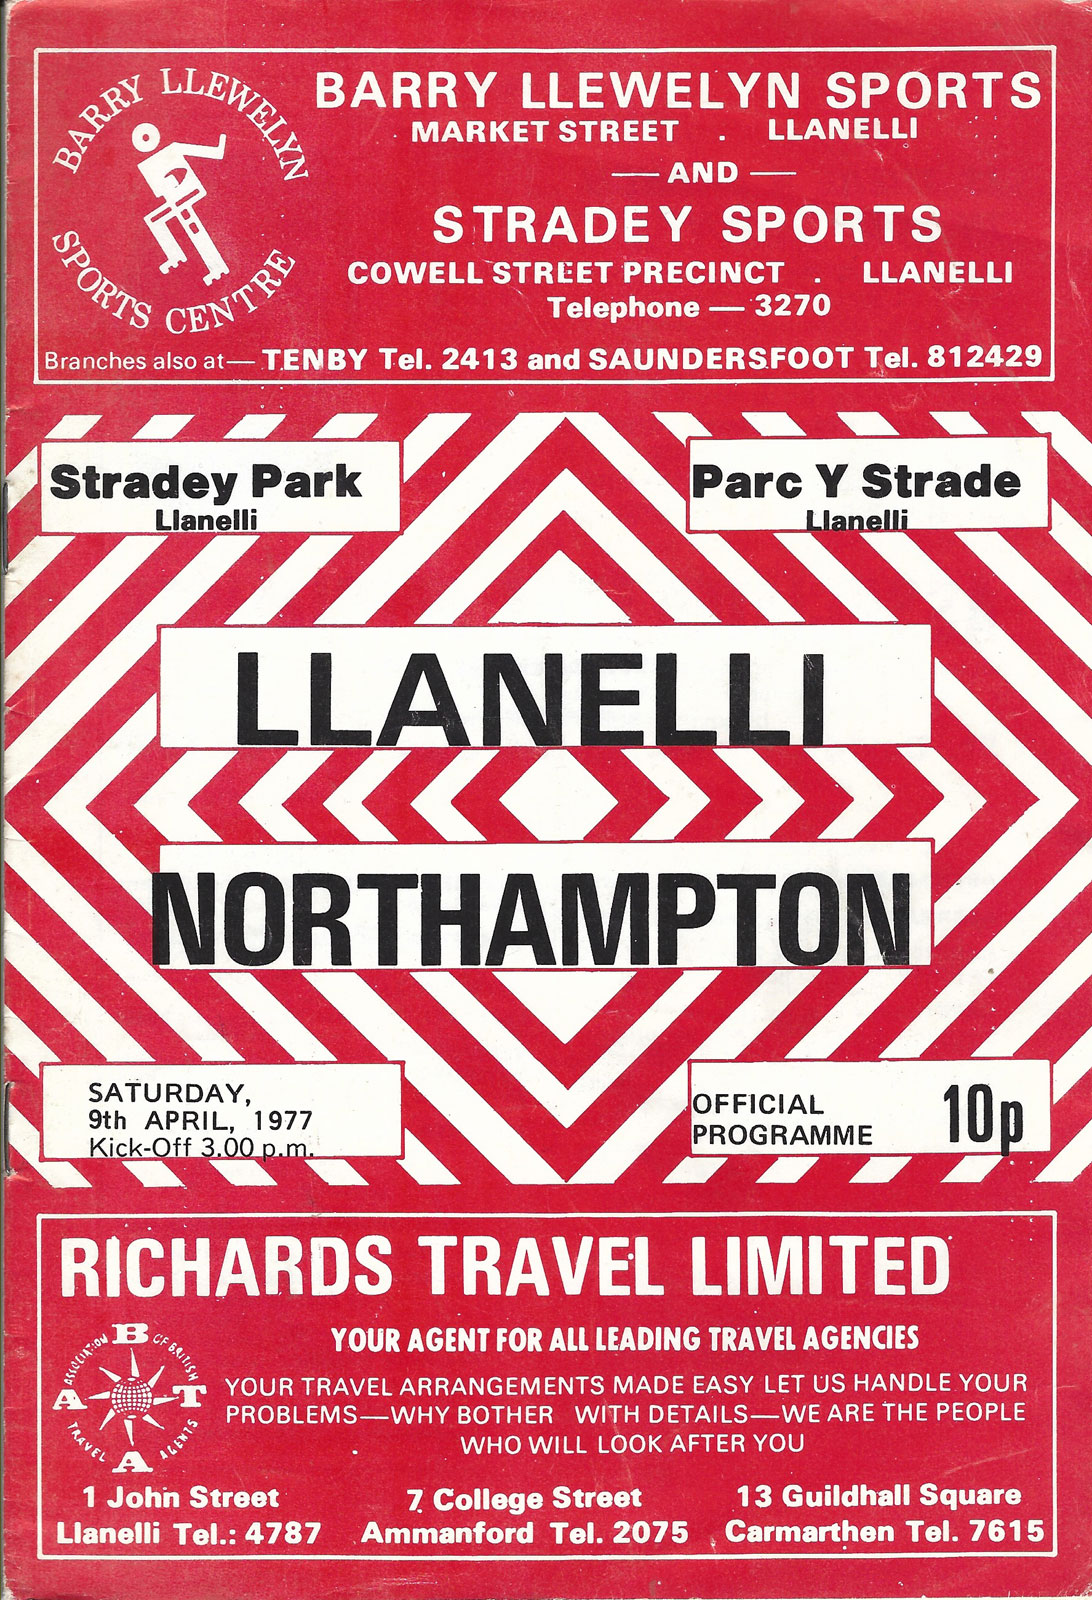 BARRY LLEWELYN
SPORTS CENTRE
BARRY LLEWELYN SPORTS
MARKET STREET . LLANELLI
— AND —
STRADEY SPORTS
COWELL STREET PRECINCT . LLANELLI
Telephone — 3270
Branches also at — TENBY Tel. 2413 and SAUNDERSFOOT Tel. 812429
Stradey Park
Llanelli
Parc Y Strade
Llanelli
LLANELLI
NORTHAMPTON
SATURDAY,
9th APRIL, 1977
Kick-Off 3.00 p.m.
OFFICIAL
PROGRAMME
10p
RICHARDS TRAVEL LIMITED
YOUR AGENT FOR ALL LEADING TRAVEL AGENCIES
ABTA
ASSOCIATION OF BRITISH
TRAVEL AGENTS
YOUR TRAVEL ARRANGEMENTS MADE EASY LET US HANDLE YOUR
PROBLEMS—WHY BOTHER WITH DETAILS—WE ARE THE PEOPLE
WHO WILL LOOK AFTER YOU
1 John Street
Llanelli Tel.: 4787
7 College Street
Ammanford Tel. 2075
13 Guildhall Square
Carmarthen Tel. 7615